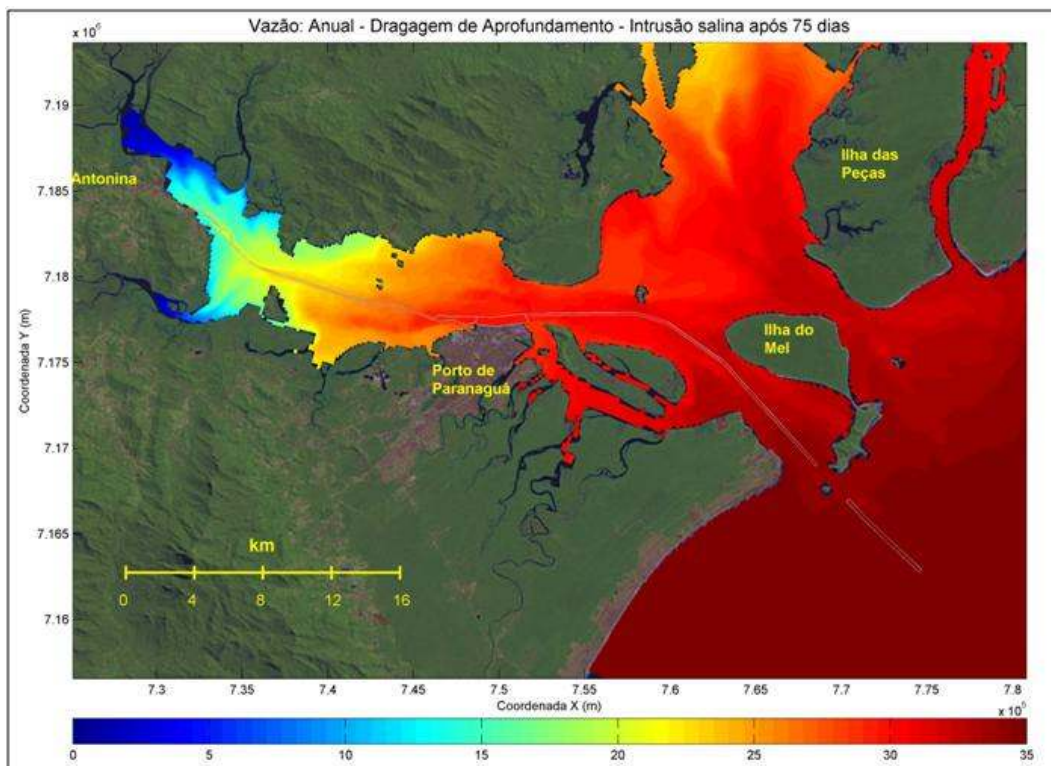 Vazão: Anual - Dragagem de Aprofundamento - Intrusão salina após 75 dias
x 10⁶
7.19
7.185
7.18
7.175
7.17
7.165
7.16
Coordenada Y (m)
Antonina
Ilha das
Peças
Ilha do
Mel
Porto de
Paranaguá
km
0 4 8 12 16
7.3 7.35 7.4 7.45 7.5 7.55 7.6 7.65 7.7 7.75 7.8
Coordenada X (m)
x 10⁵
0 5 10 15 20 25 30 35